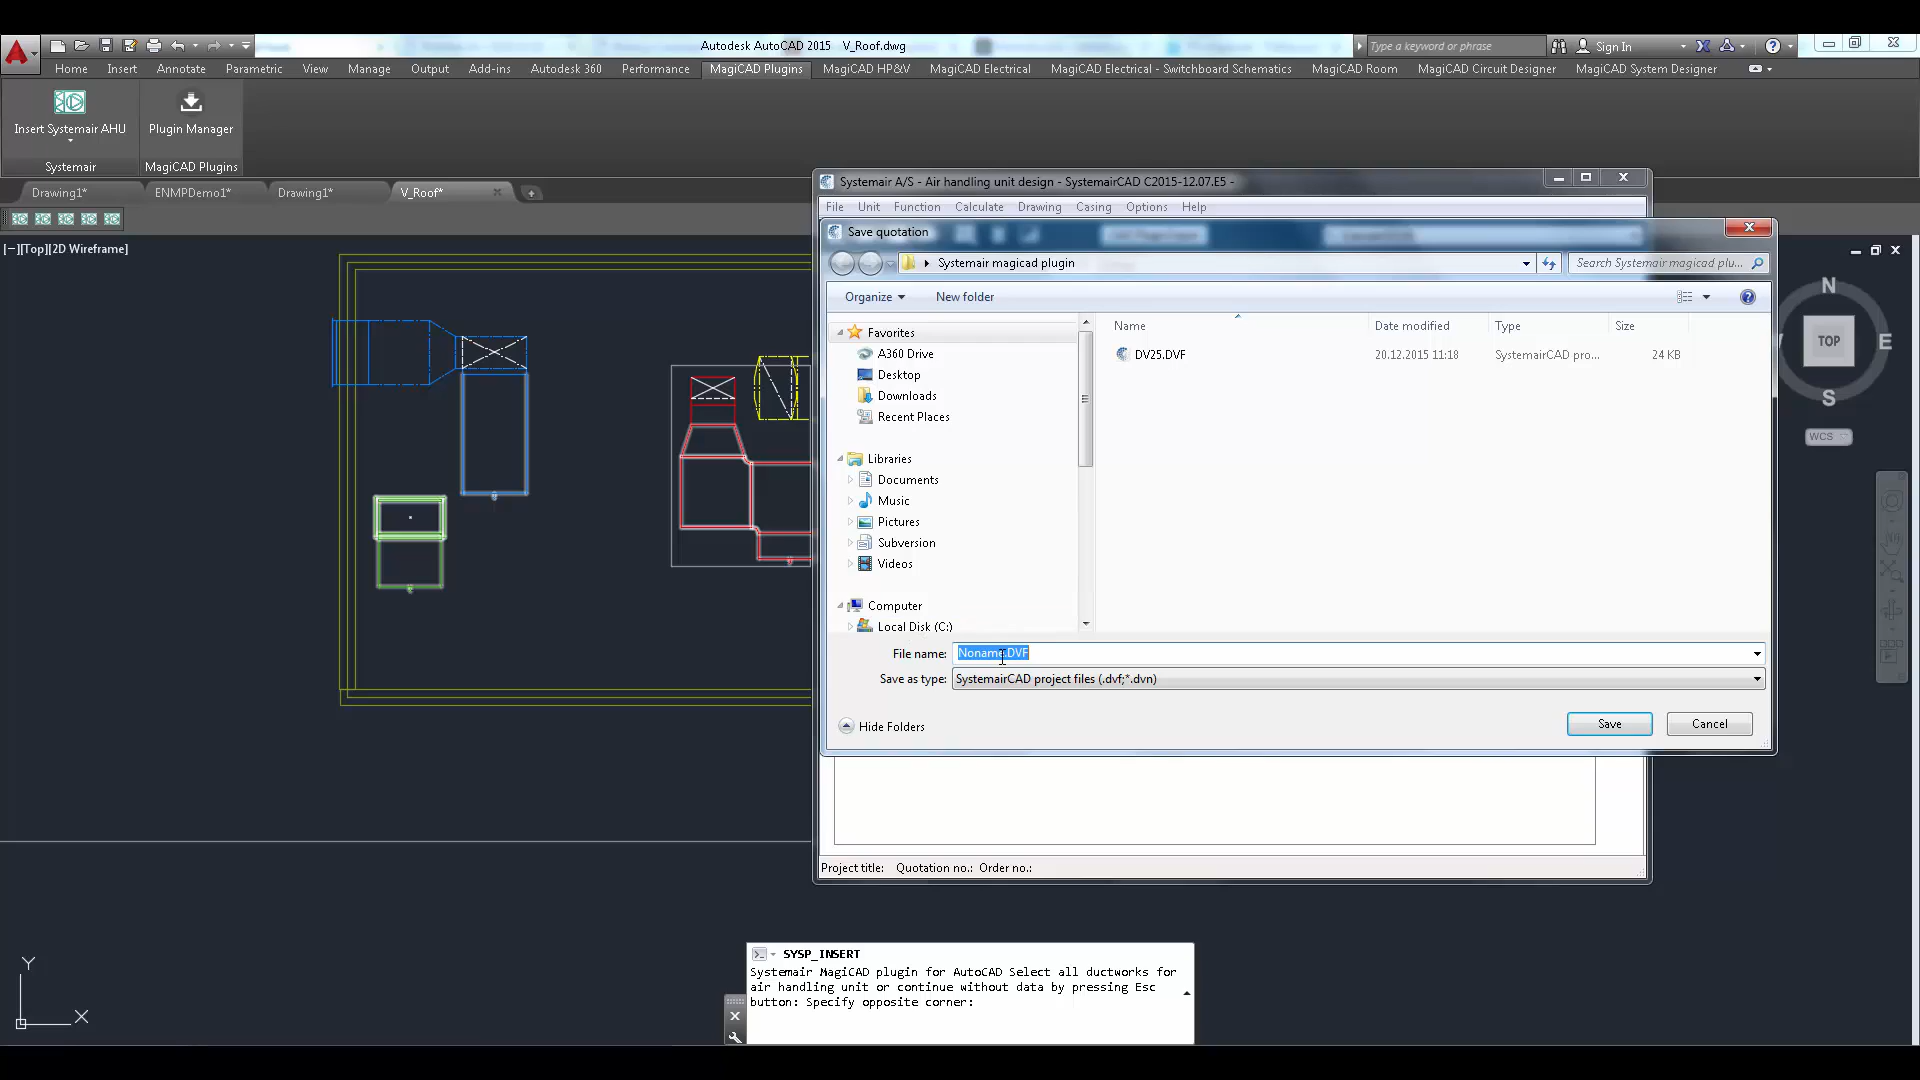 Autodesk AutoCAD 2015 V_Roof.dwg
Type a keyword or phrase
Sign In
Home Insert Annotate Parametric View Manage Output Add-ins Autodesk 360 Performance MagiCAD Plugins MagiCAD HP&V MagiCAD Electrical MagiCAD Electrical - Switchboard Schematics MagiCAD Room MagiCAD Circuit Designer MagiCAD System Designer
Insert Systemair AHU
Plugin Manager
Systemair
MagiCAD Plugins
Drawing1* ENMPDemo1* Drawing1* V_Roof*
[−][Top][2D Wireframe]
Systemair A/S - Air handling unit design - SystemairCAD C2015-12.07.E5 -
File Unit Function Calculate Drawing Casing Options Help
Save quotation
Systemair magicad plugin
Search Systemair magicad plu...
Organize
New folder
Favorites
A360 Drive
Desktop
Downloads
Recent Places
Libraries
Documents
Music
Pictures
Subversion
Videos
Computer
Local Disk (C:)
Name Date modified Type Size
DV25.DVF 20.12.2015 11:18 SystemairCAD pro... 24 KB
File name: Noname.DVF
Save as type: SystemairCAD project files (.dvf;*.dvn)
Hide Folders
Save
Cancel
Project title: Quotation no.: Order no.:
N
TOP
E
S
WCS
SYSP_INSERT
Systemair MagiCAD plugin for AutoCAD Select all ductworks for
air handling unit or continue without data by pressing Esc
button: Specify opposite corner:
Y
X